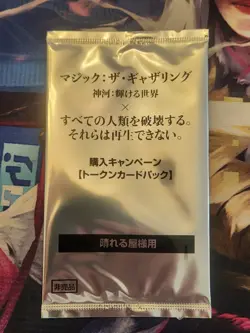 マジック：ザ・ギャザリング
神河：輝ける世界
×
すべての人類を破壊する。
それらは再生できない。
購入キャンペーン
【トークンカードパック】
晴れる屋様用
非売品